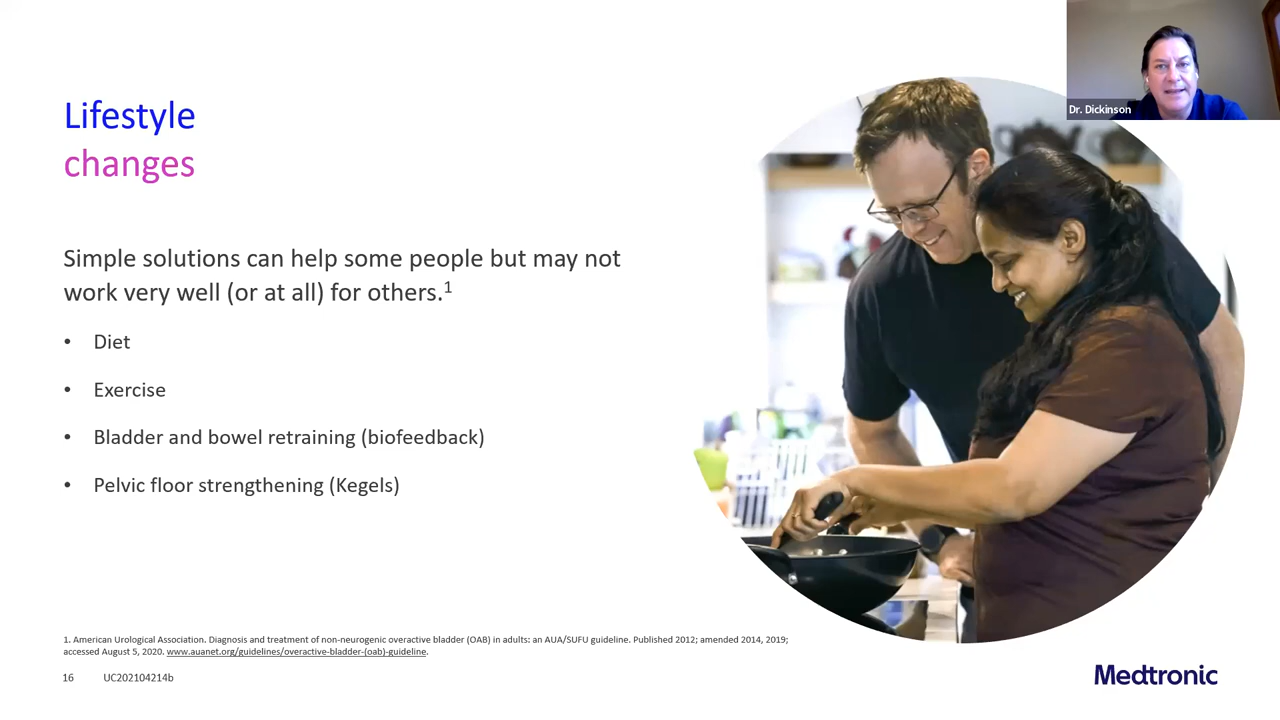 Dr. Dickinson
Lifestyle
changes
Simple solutions can help some people but may not
work very well (or at all) for others.1
• Diet
• Exercise
• Bladder and bowel retraining (biofeedback)
• Pelvic floor strengthening (Kegels)
1. American Urological Association. Diagnosis and treatment of non-neurogenic overactive bladder (OAB) in adults: an AUA/SUFU guideline. Published 2012; amended 2014, 2019;
accessed August 5, 2020. www.auanet.org/guidelines/overactive-bladder-(oab)-guideline.
16 UC202104214b
Medtronic